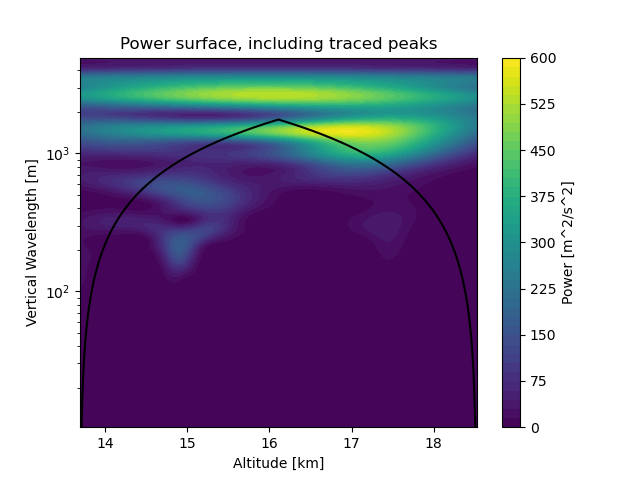 Power surface, including traced peaks
Vertical Wavelength [m]
10^3
10^2
14 15 16 17 18
Altitude [km]
600
525
450
375
300
225
150
75
0
Power [m^2/s^2]